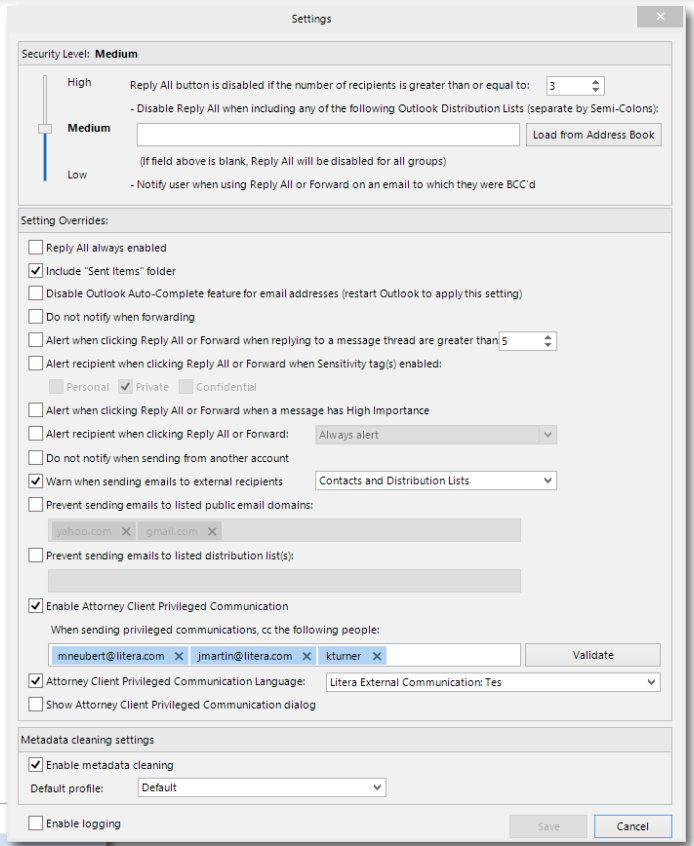 Settings
Security Level: Medium
High
Reply All button is disabled if the number of recipients is greater than or equal to: 3
- Disable Reply All when including any of the following Outlook Distribution Lists (separate by Semi-Colons):
Medium
Load from Address Book
(If field above is blank, Reply All will be disabled for all groups)
Low
- Notify user when using Reply All or Forward on an email to which they were BCC'd
Setting Overrides:
Reply All always enabled
Include "Sent Items" folder
Disable Outlook Auto-Complete feature for email addresses (restart Outlook to apply this setting)
Do not notify when forwarding
Alert when clicking Reply All or Forward when replying to a message thread are greater than 5
Alert recipient when clicking Reply All or Forward when Sensitivity tag(s) enabled:
Personal Private Confidential
Alert when clicking Reply All or Forward when a message has High Importance
Alert recipient when clicking Reply All or Forward: Always alert
Do not notify when sending from another account
Warn when sending emails to external recipients Contacts and Distribution Lists
Prevent sending emails to listed public email domains:
yahoo.com gmail.com
Prevent sending emails to listed distribution list(s):
Enable Attorney Client Privileged Communication
When sending privileged communications, cc the following people:
mneubert@litera.com jmartin@litera.com kturner Validate
Attorney Client Privileged Communication Language: Litera External Communication: Tes
Show Attorney Client Privileged Communication dialog
Metadata cleaning settings
Enable metadata cleaning
Default profile: Default
Enable logging Save Cancel